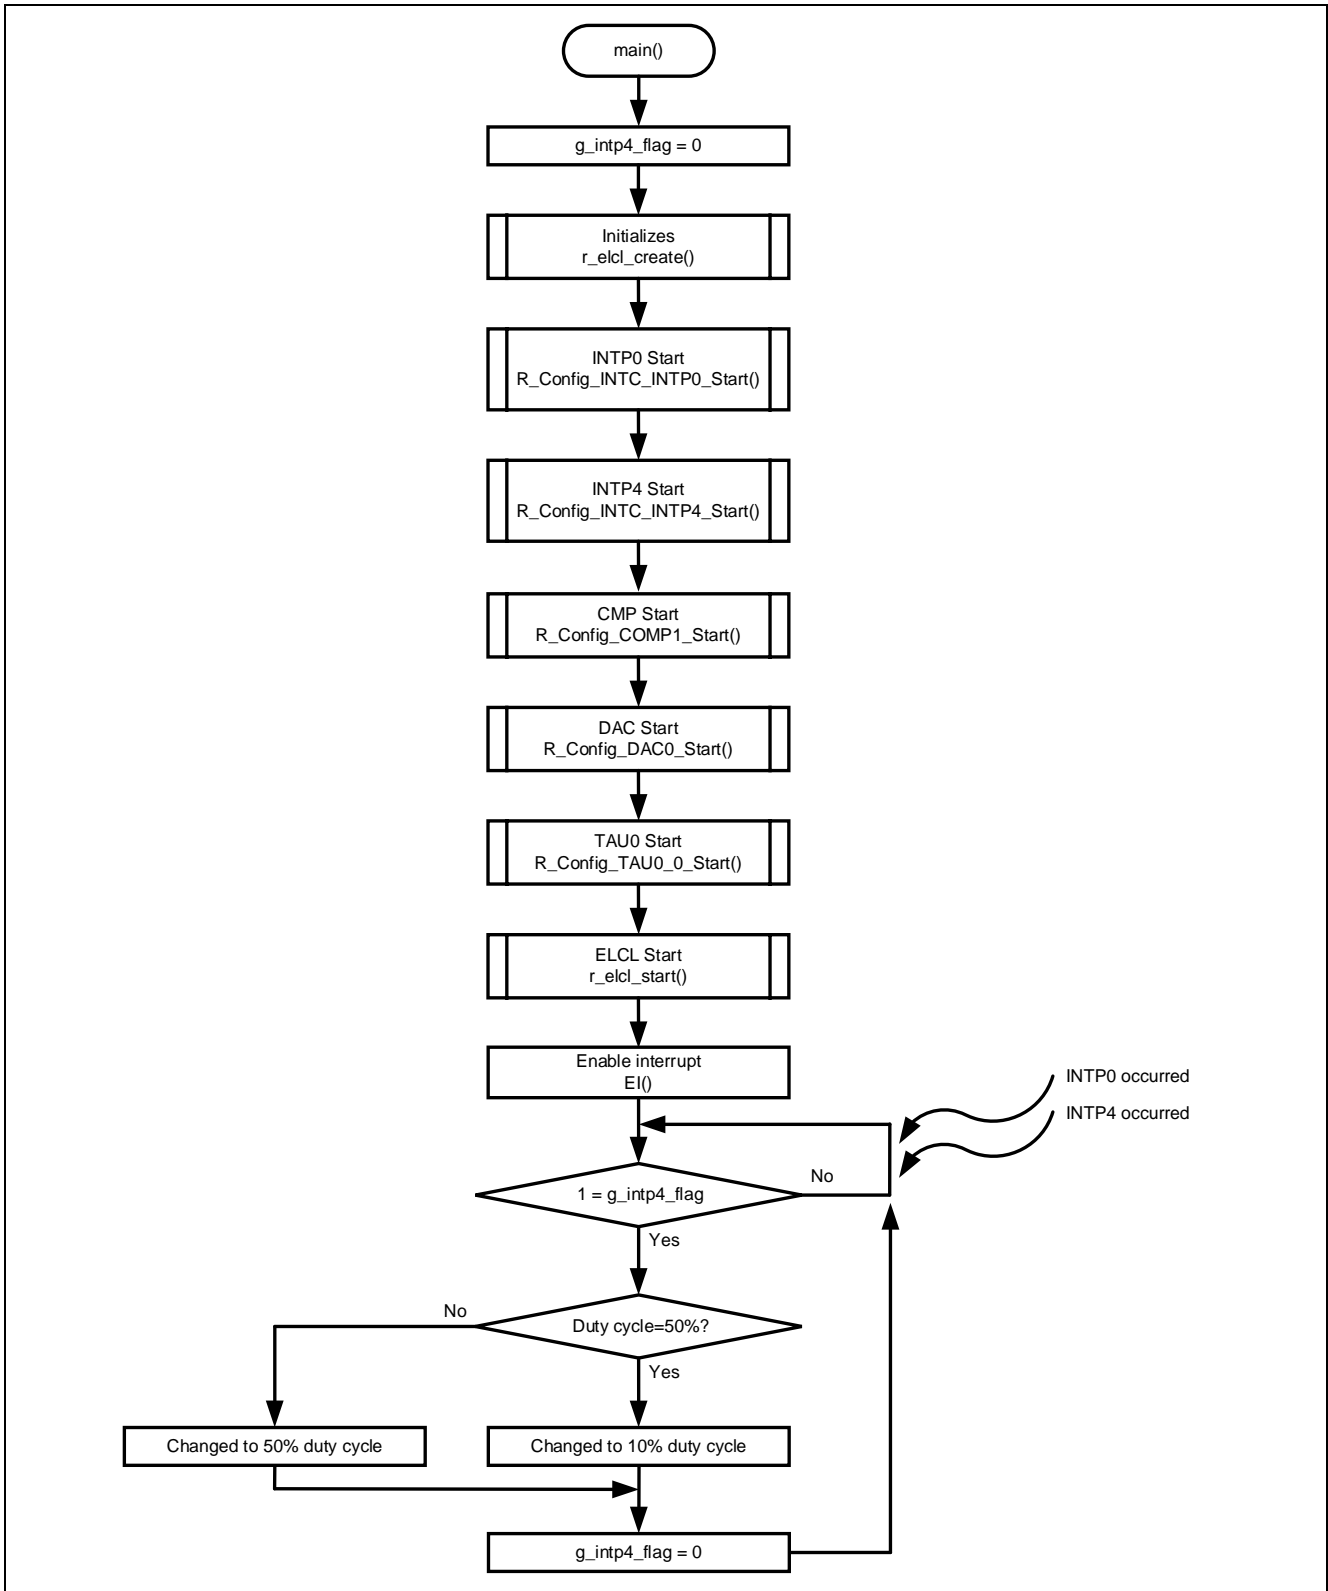 main()
g_intp4_flag = 0
Initializes
r_elcl_create()
INTP0 Start
R_Config_INTC_INTP0_Start()
INTP4 Start
R_Config_INTC_INTP4_Start()
CMP Start
R_Config_COMP1_Start()
DAC Start
R_Config_DAC0_Start()
TAU0 Start
R_Config_TAU0_0_Start()
ELCL Start
r_elcl_start()
Enable interrupt
EI()
INTP0 occurred
INTP4 occurred
1 = g_intp4_flag
No
Yes
No
Duty cycle=50%?
Yes
Changed to 50% duty cycle
Changed to 10% duty cycle
g_intp4_flag = 0